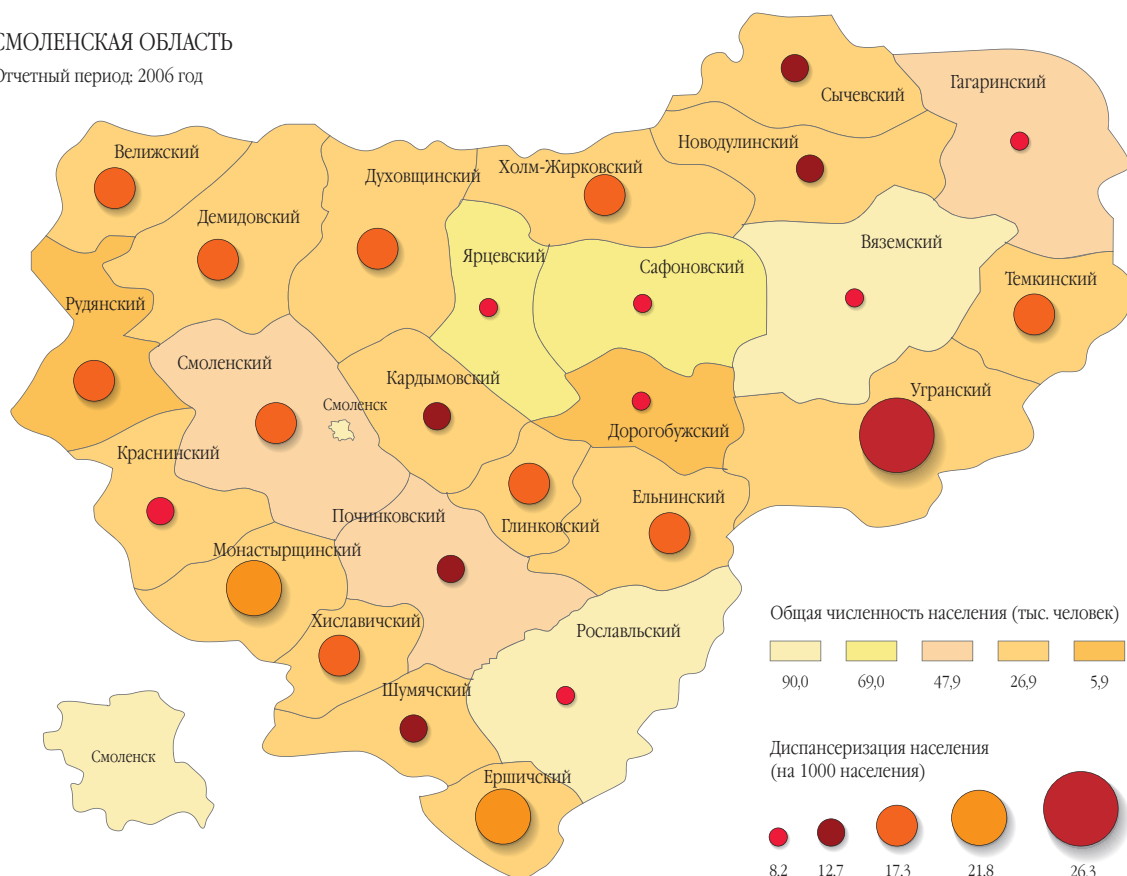 СМОЛЕНСКАЯ ОБЛАСТЬ
Отчетный период: 2006 год
Сычевский
Гагаринский
Новодулинский
Велижский
Холм-Жирковский
Духовщинский
Демидовский
Вяземский
Ярцевский
Сафоновский
Темкинский
Руднянский
Смоленский
Кардымовский
Угранский
Смоленск
Дорогобужский
Краснинский
Ельнинский
Починковский
Глинковский
Монастырщинский
Хиславичский
Рославльский
Шумячский
Ершичский
Смоленск
Общая численность населения (тыс. человек)
90,0 69,0 47,9 26,9 5,9
Диспансеризация населения
(на 1000 населения)
8,2 12,7 17,3 21,8 26,3